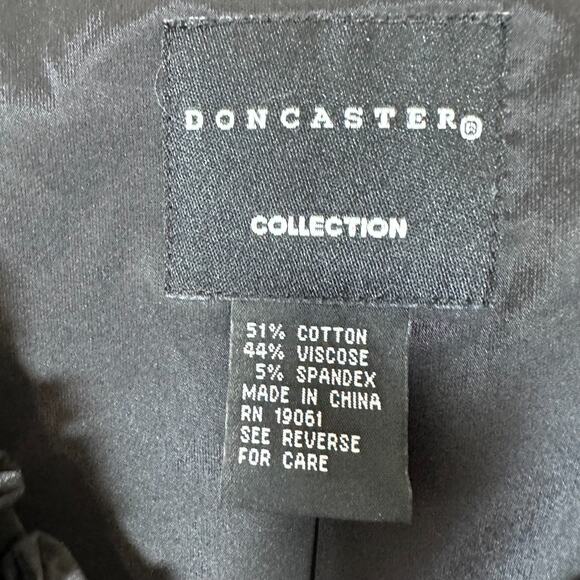 DONCASTER®
COLLECTION
51% COTTON
44% VISCOSE
5% SPANDEX
MADE IN CHINA
RN 19061
SEE REVERSE
FOR CARE